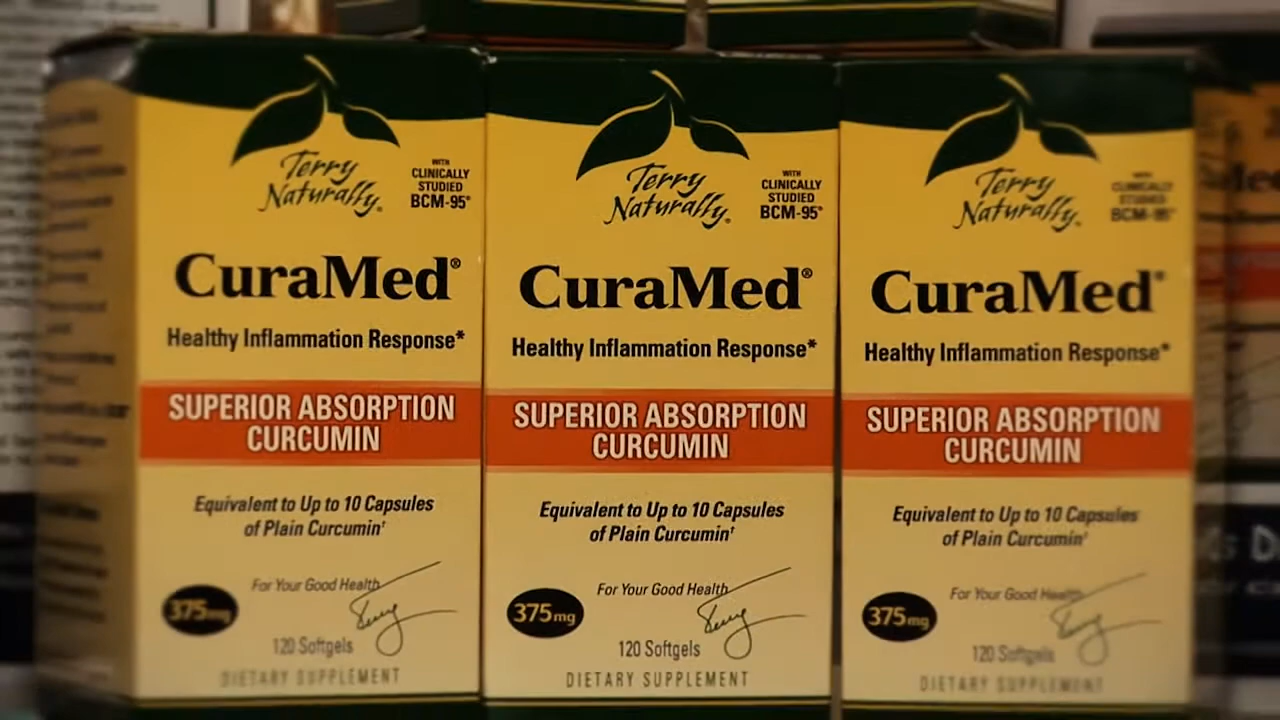 Terry
Naturally®
WITH
CLINICALLY
STUDIED
BCM-95®
CuraMed®
Healthy Inflammation Response*
SUPERIOR ABSORPTION
CURCUMIN
Equivalent to Up to 10 Capsules
of Plain Curcumin†
For Your Good Health
Terry
375mg
120 Softgels
DIETARY SUPPLEMENT
Terry
Naturally®
WITH
CLINICALLY
STUDIED
BCM-95®
CuraMed®
Healthy Inflammation Response*
SUPERIOR ABSORPTION
CURCUMIN
Equivalent to Up to 10 Capsules
of Plain Curcumin†
For Your Good Health
Terry
375mg
120 Softgels
DIETARY SUPPLEMENT
Terry
Naturally®
WITH
CLINICALLY
STUDIED
BCM-95®
CuraMed®
Healthy Inflammation Response*
SUPERIOR ABSORPTION
CURCUMIN
Equivalent to Up to 10 Capsules
of Plain Curcumin†
For Your Good Health
Terry
375mg
120 Softgels
DIETARY SUPPLEMENT